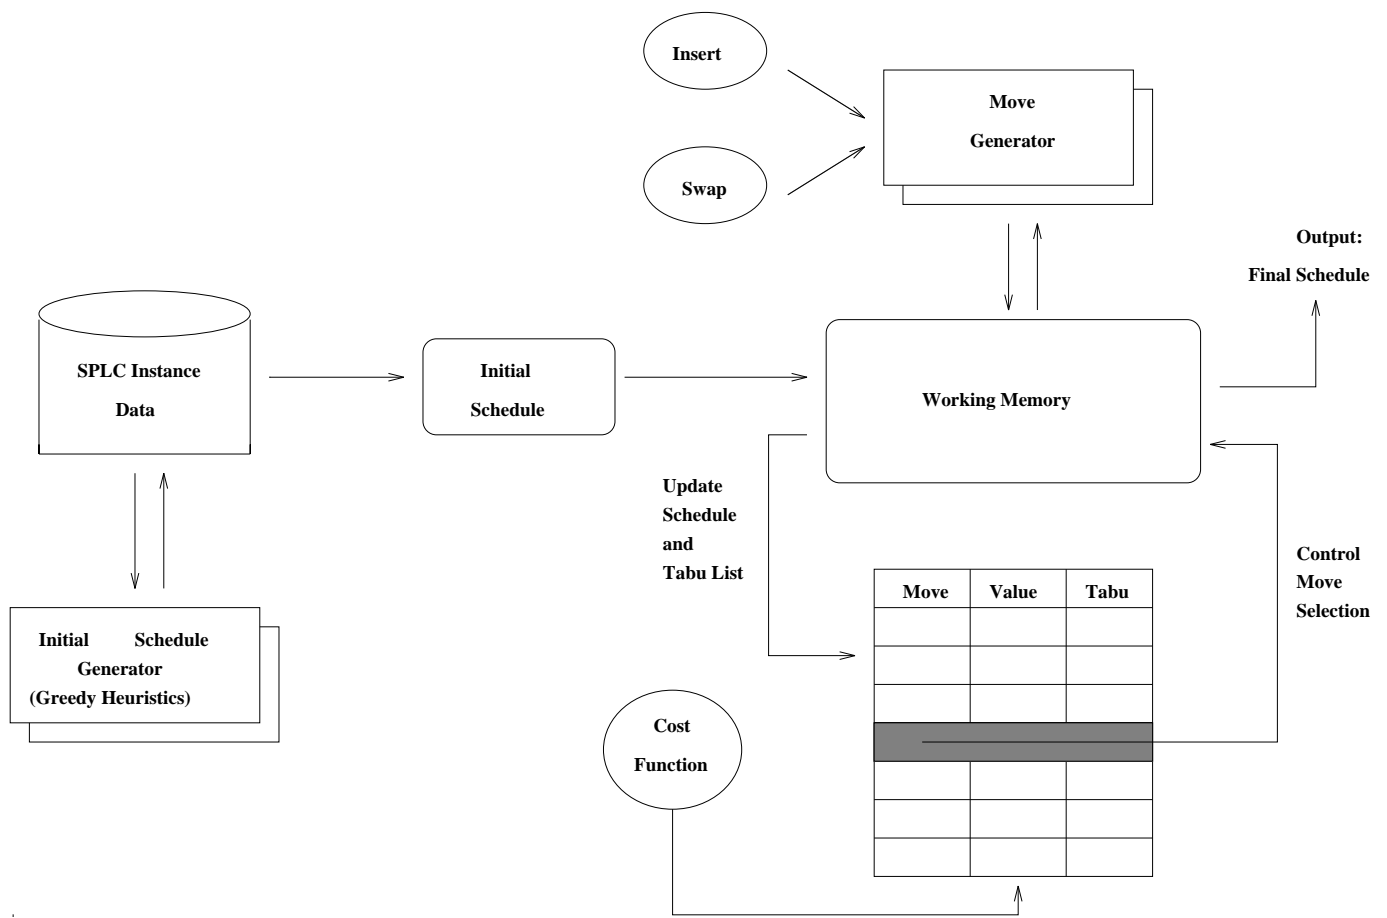 Insert
Move
Generator
Swap
Output:
Final Schedule
SPLC Instance
Data
Initial
Schedule
Working Memory
Update
Schedule
and
Tabu List
Control
Move
Selection
Move Value Tabu
Initial Schedule
Generator
(Greedy Heuristics)
Cost
Function